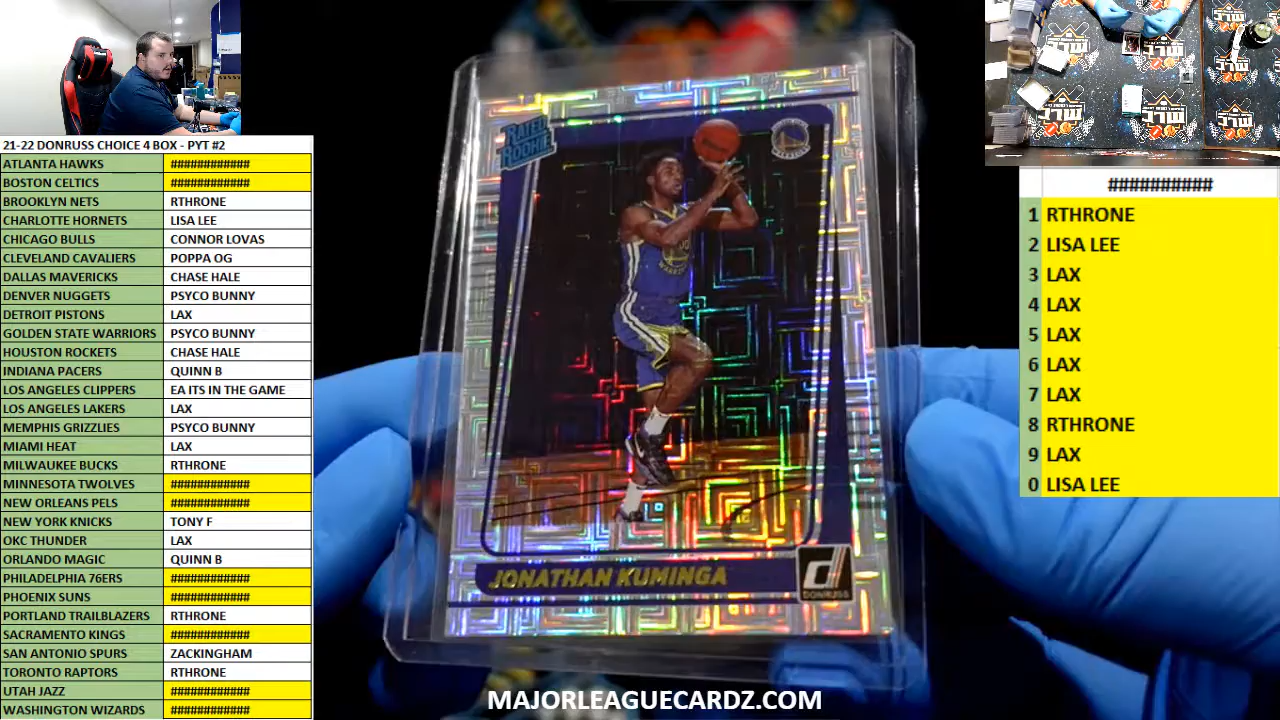 21-22 DONRUSS CHOICE 4 BOX - PYT #2
ATLANTA HAWKS ############
BOSTON CELTICS ############
BROOKLYN NETS RTHRONE
CHARLOTTE HORNETS LISA LEE
CHICAGO BULLS CONNOR LOVAS
CLEVELAND CAVALIERS POPPA OG
DALLAS MAVERICKS CHASE HALE
DENVER NUGGETS PSYCO BUNNY
DETROIT PISTONS LAX
GOLDEN STATE WARRIORS PSYCO BUNNY
HOUSTON ROCKETS CHASE HALE
INDIANA PACERS QUINN B
LOS ANGELES CLIPPERS EA ITS IN THE GAME
LOS ANGELES LAKERS LAX
MEMPHIS GRIZZLIES PSYCO BUNNY
MIAMI HEAT LAX
MILWAUKEE BUCKS RTHRONE
MINNESOTA TWOLVES ############
NEW ORLEANS PELS ############
NEW YORK KNICKS TONY F
OKC THUNDER LAX
ORLANDO MAGIC QUINN B
PHILADELPHIA 76ERS ############
PHOENIX SUNS ############
PORTLAND TRAILBLAZERS RTHRONE
SACRAMENTO KINGS ############
SAN ANTONIO SPURS ZACKINGHAM
TORONTO RAPTORS RTHRONE
UTAH JAZZ ############
WASHINGTON WIZARDS ############
RATED
ROOKIE
JONATHAN KUMINGA
DONRUSS
MAJORLEAGUECARDZ.COM
##########
1 RTHRONE
2 LISA LEE
3 LAX
4 LAX
5 LAX
6 LAX
7 LAX
8 RTHRONE
9 LAX
0 LISA LEE